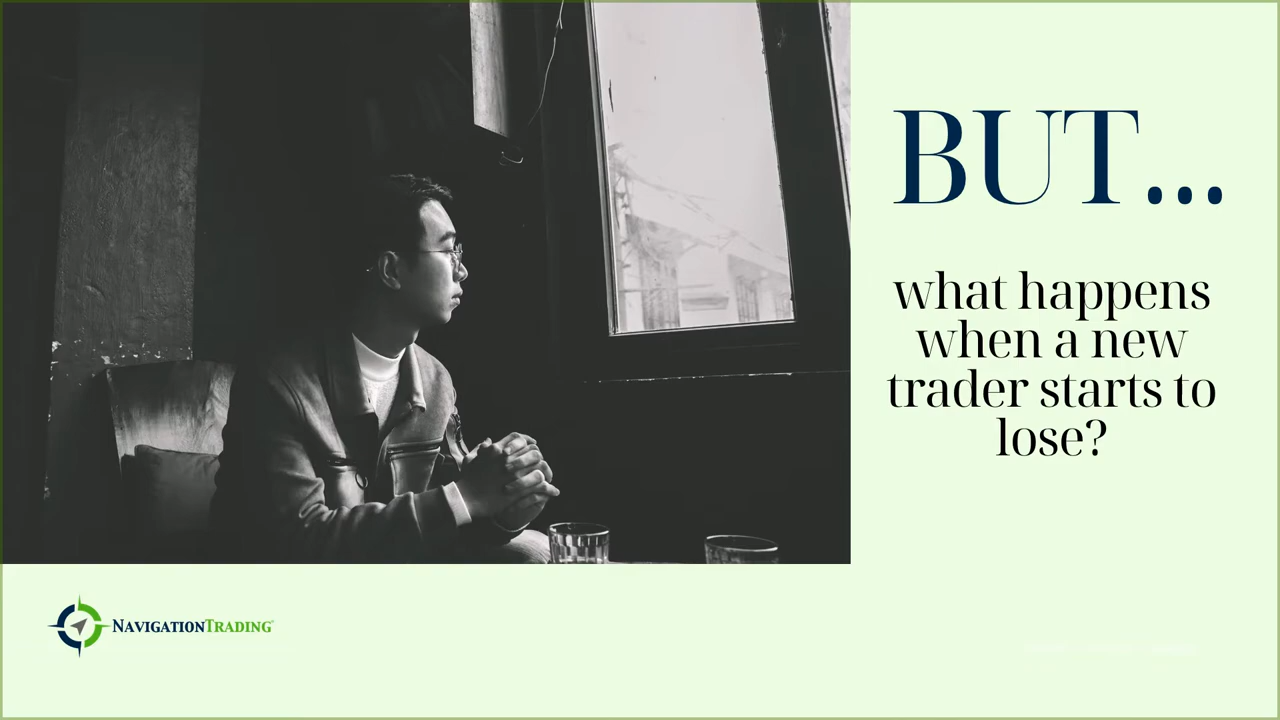 BUT...
what happens
when a new
trader starts to
lose?
NAVIGATIONTRADING®